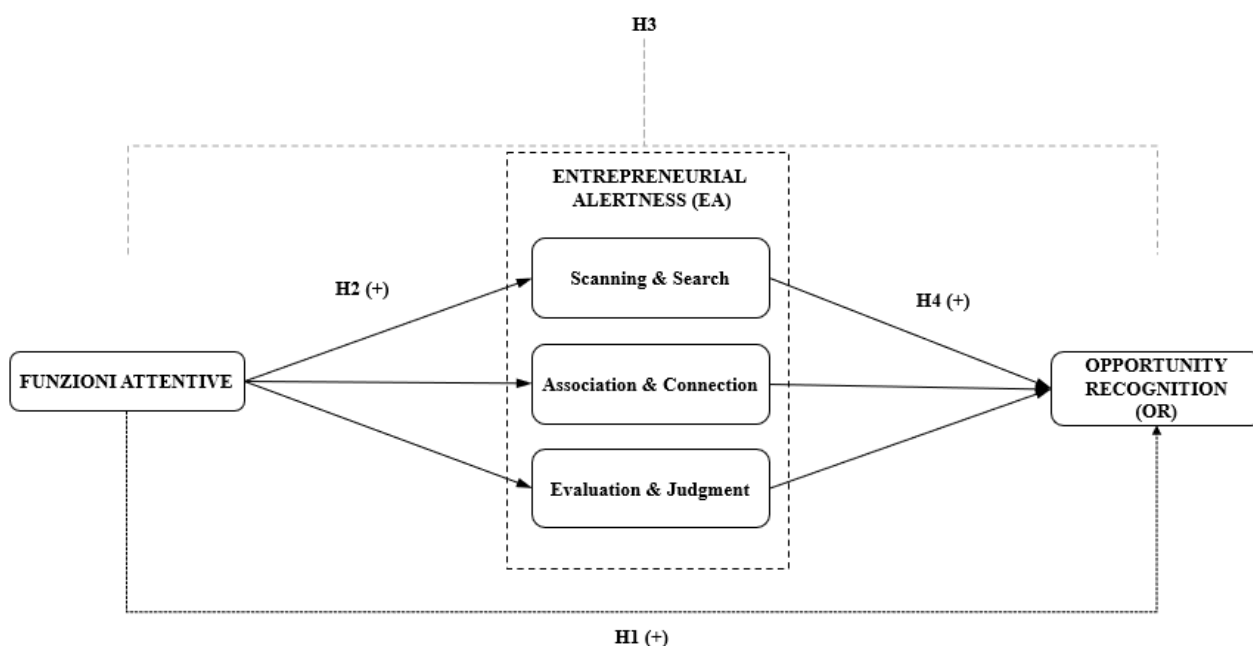 H3
ENTREPRENEURIAL
ALERTNESS (EA)
Scanning & Search
H2 (+)
H4 (+)
FUNZIONI ATTENTIVE
Association & Connection
OPPORTUNITY
RECOGNITION
(OR)
Evaluation & Judgment
H1 (+)